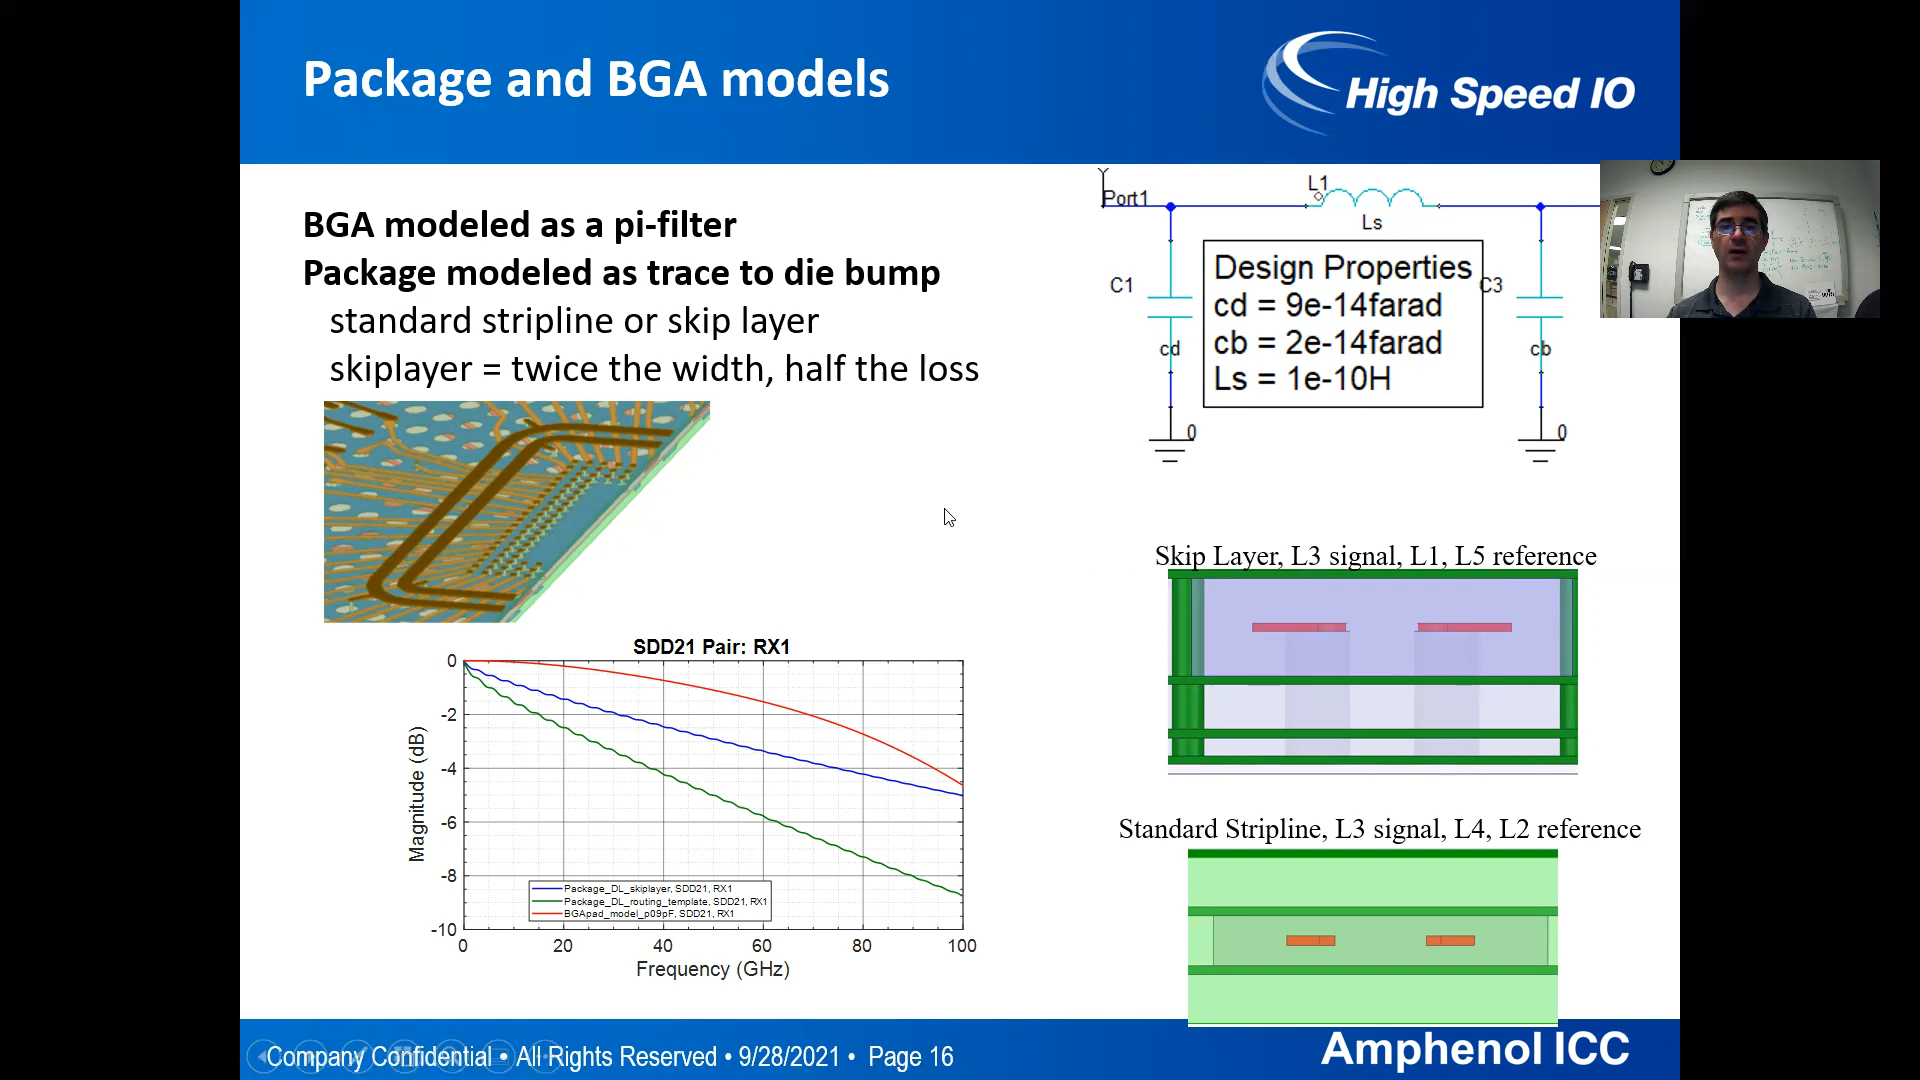 Package and BGA models
High Speed IO
BGA modeled as a pi-filter
Package modeled as trace to die bump
standard stripline or skip layer
skiplayer = twice the width, half the loss
Port1
L1
Ls
C1
cd
0
Design Properties
cd = 9e-14farad
cb = 2e-14farad
Ls = 1e-10H
C3
cb
0
Skip Layer, L3 signal, L1, L5 reference
SDD21 Pair: RX1
Magnitude (dB)
0
-2
-4
-6
-8
-10
Package_DL_skiplayer, SDD21, RX1
Package_DL_routing_template, SDD21, RX1
BGApad_model_p09pF, SDD21, RX1
0 20 40 60 80 100
Frequency (GHz)
Standard Stripline, L3 signal, L4, L2 reference
Company Confidential • All Rights Reserved • 9/28/2021 • Page 16
Amphenol ICC